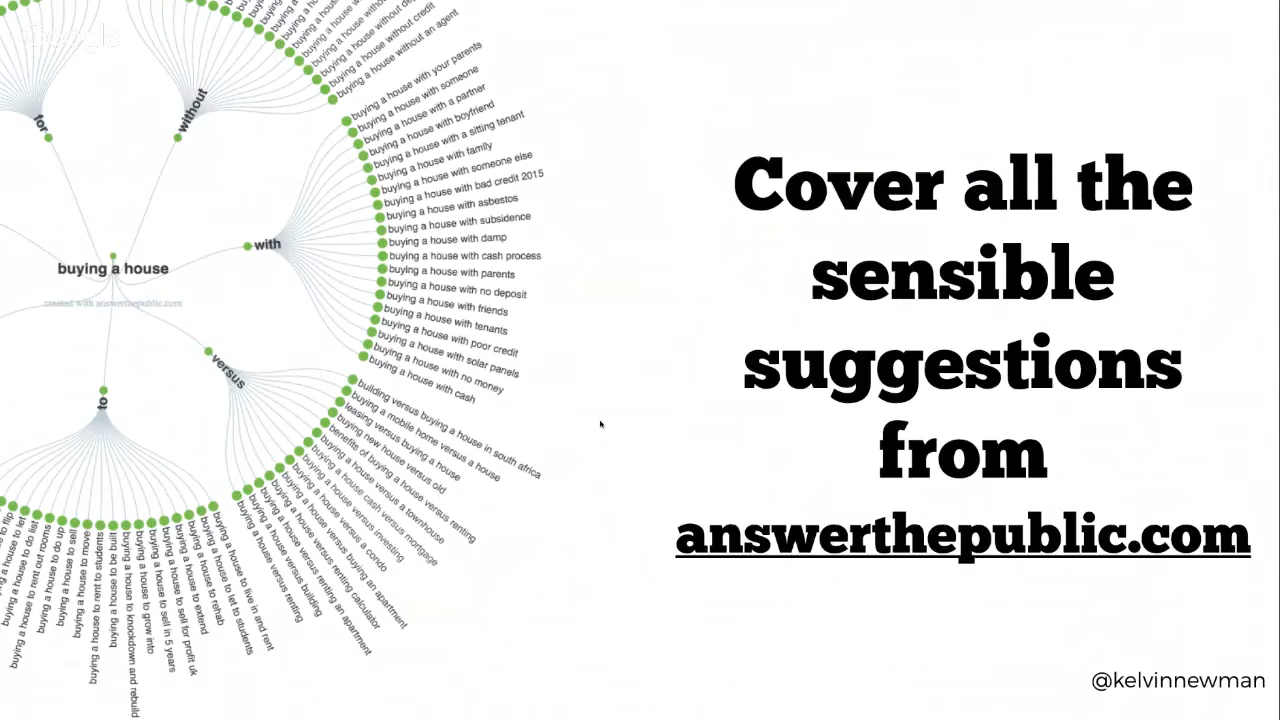 Google
buying a house without credit
buying a house without an agent
for
without
buying a house with your parents
buying a house with someone
buying a house with a partner
buying a house with boyfriend
buying a house with a sitting tenant
buying a house with family
buying a house with someone else
buying a house with bad credit 2015
buying a house with asbestos
buying a house with subsidence
buying a house with damp
buying a house with cash process
buying a house with parents
buying a house with no deposit
buying a house with friends
buying a house with tenants
buying a house with poor credit
buying a house with solar panels
buying a house with no money
buying a house with cash
with
buying a house
created with answerthepublic.com
versus
building versus buying a house in south africa
buying a mobile home versus a house
leasing versus buying a house
buying new house versus old
benefits of buying a house versus renting
buying a house versus a townhouse
buying a house cash versus mortgage
buying a house versus investing
buying a house versus a condo
buying a house versus buying an apartment
buying a house versus renting calculator
buying a house versus renting an apartment
buying a house versus building
buying a house versus renting
to
buying a house to live in and rent
buying a house to let to students
buying a house to rehab
buying a house to extend
buying a house to sell for profit uk
buying a house to sell in 5 years
buying a house to grow into
buying a house to knockdown and rebuild
buying a house to be built
buying a house to rent to students
buying a house to move
buying a house to sell
buying a house to do up
buying a house to rent out rooms
buying a house to do list
a house to let
to flip
Cover all the
sensible
suggestions
from
answerthepublic.com
@kelvinnewman